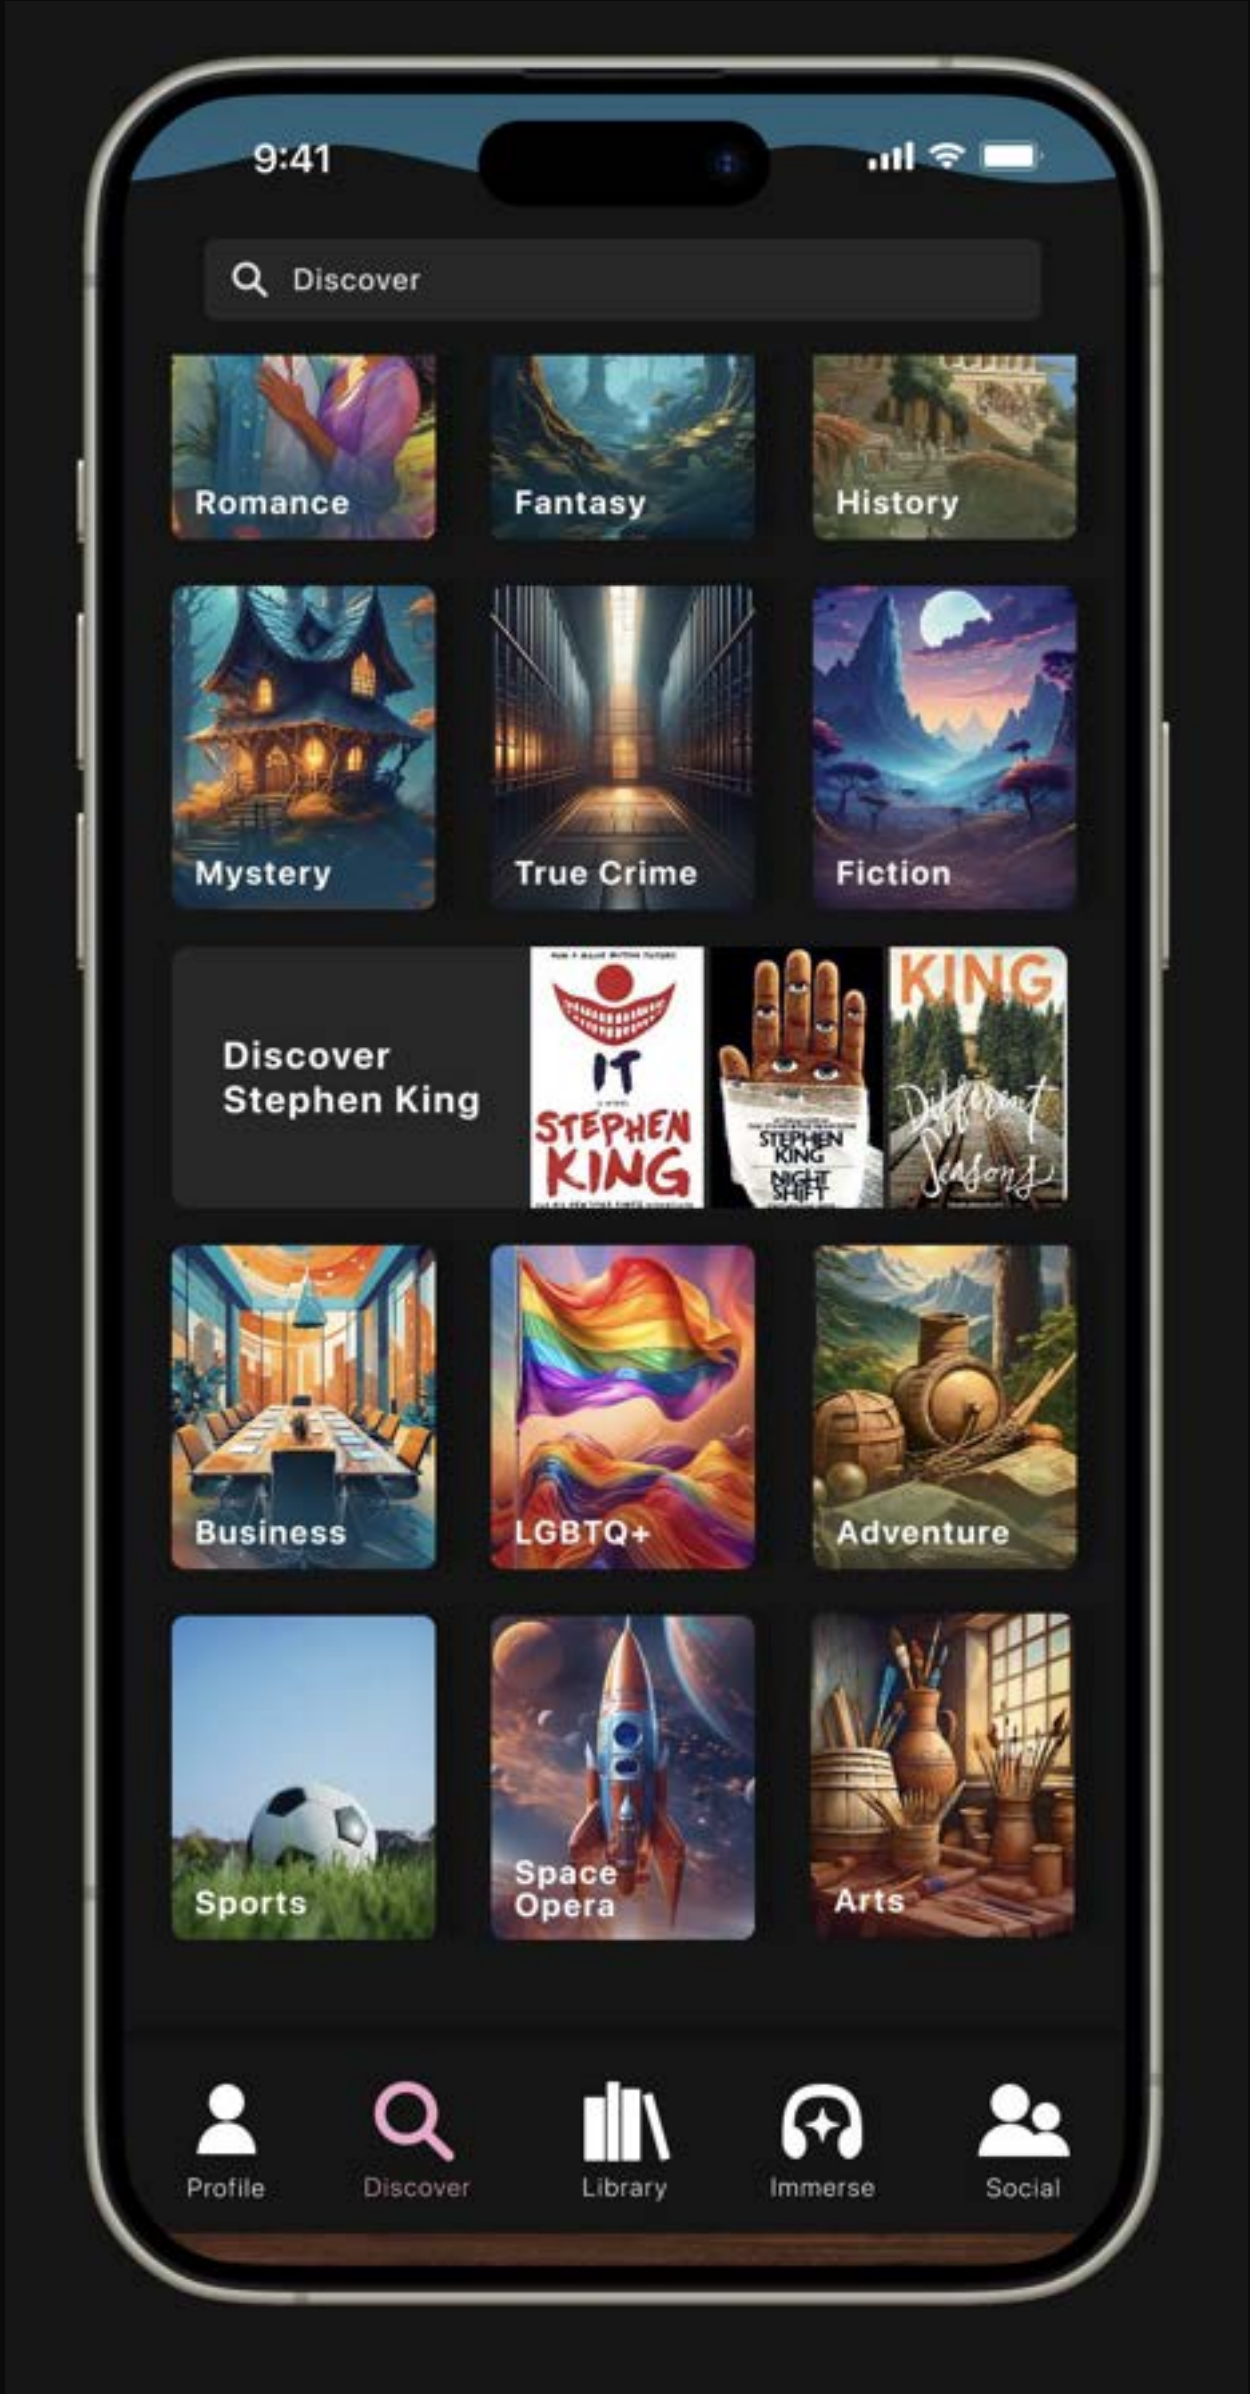 9:41
Discover
Romance
Fantasy
History
Mystery
True Crime
Fiction
Discover
Stephen King
IT
A NOVEL
STEPHEN
KING
STEPHEN
KING
NIGHT
SHIFT
KING
Different
Seasons
Business
LGBTQ+
Adventure
Sports
Space
Opera
Arts
Profile
Discover
Library
Immerse
Social